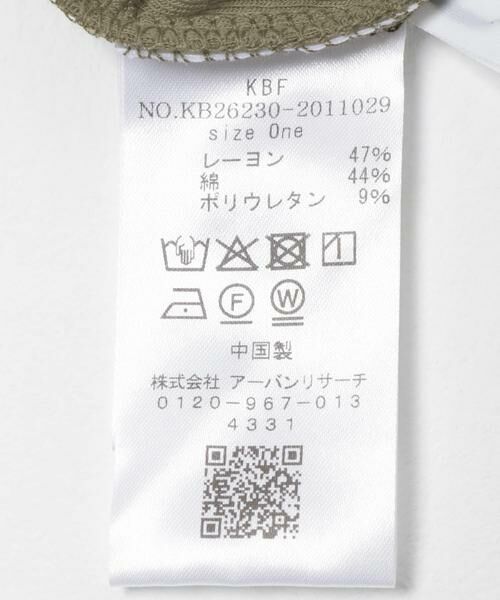 KBF
NO.KB26230-2011029
size One
レーヨン 47%
綿 44%
ポリウレタン 9%
F W
中国製
株式会社 アーバンリサーチ
0120-967-013
4331